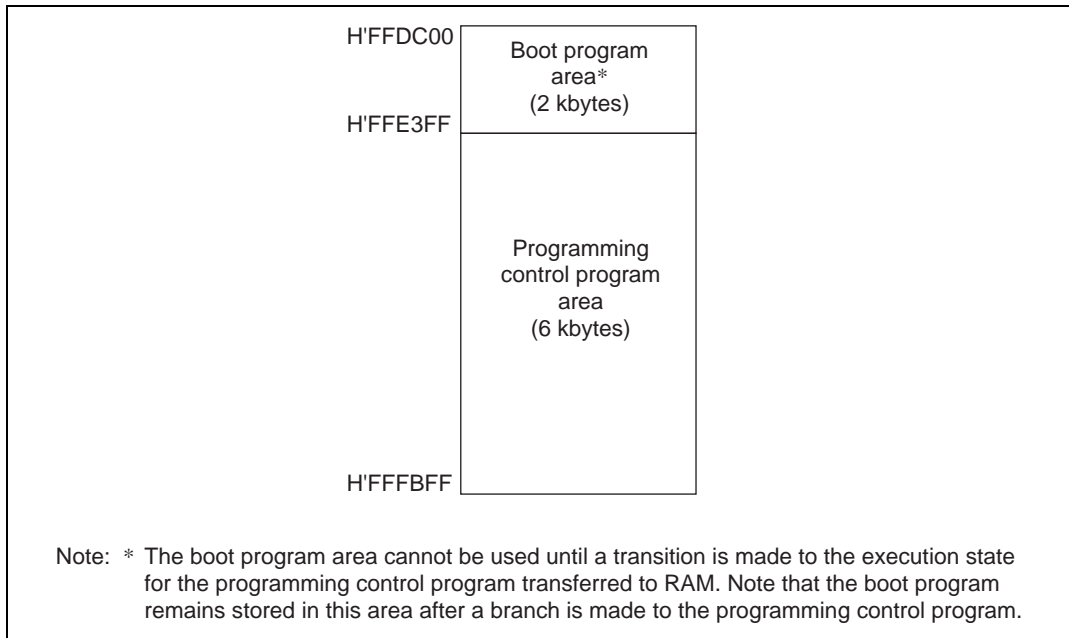 H'FFDC00
Boot program
area*
(2 kbytes)
H'FFE3FF
Programming
control program
area
(6 kbytes)
H'FFFBFF
Note: * The boot program area cannot be used until a transition is made to the execution state
for the programming control program transferred to RAM. Note that the boot program
remains stored in this area after a branch is made to the programming control program.